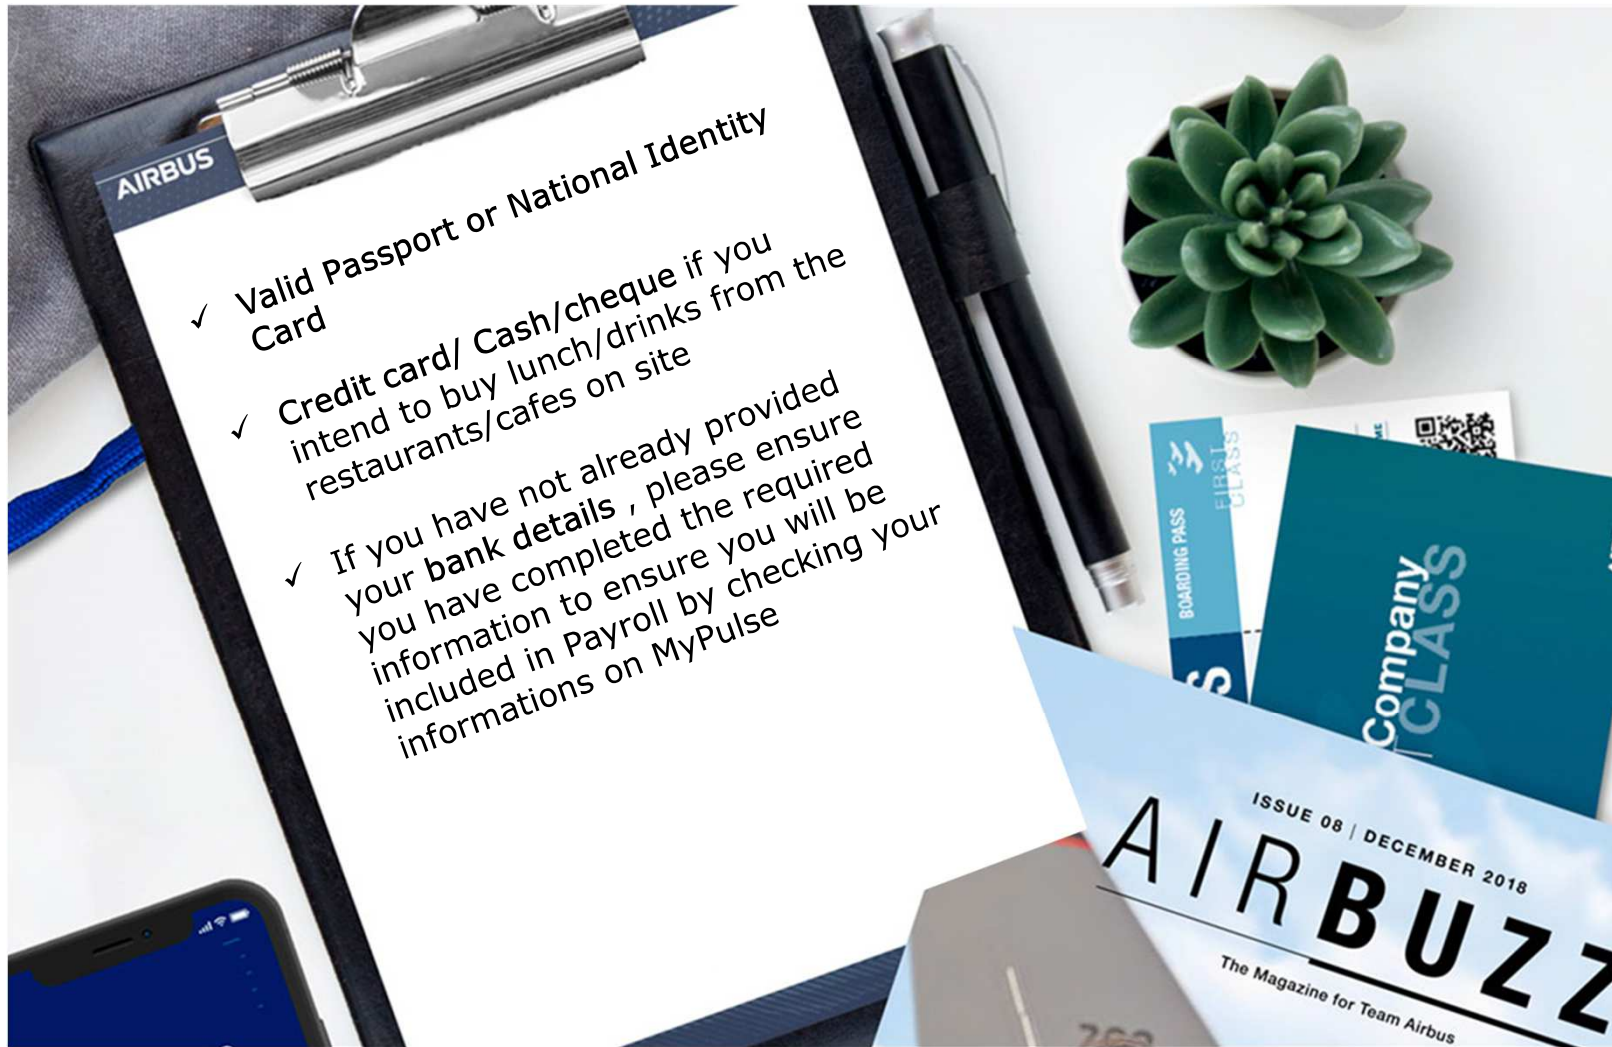 AIRBUS
✓ Valid Passport or National Identity
Card
✓ Credit card/ Cash/cheque if you
intend to buy lunch/drinks from the
restaurants/cafes on site
✓ If you have not already provided
your bank details , please ensure
you have completed the required
information to ensure you will be
included in Payroll by checking your
informations on MyPulse
BOARDING PASS
FIRST
CLASS
Company
CLASS
ISSUE 08 | DECEMBER 2018
AIRBUZZ
The Magazine for Team Airbus